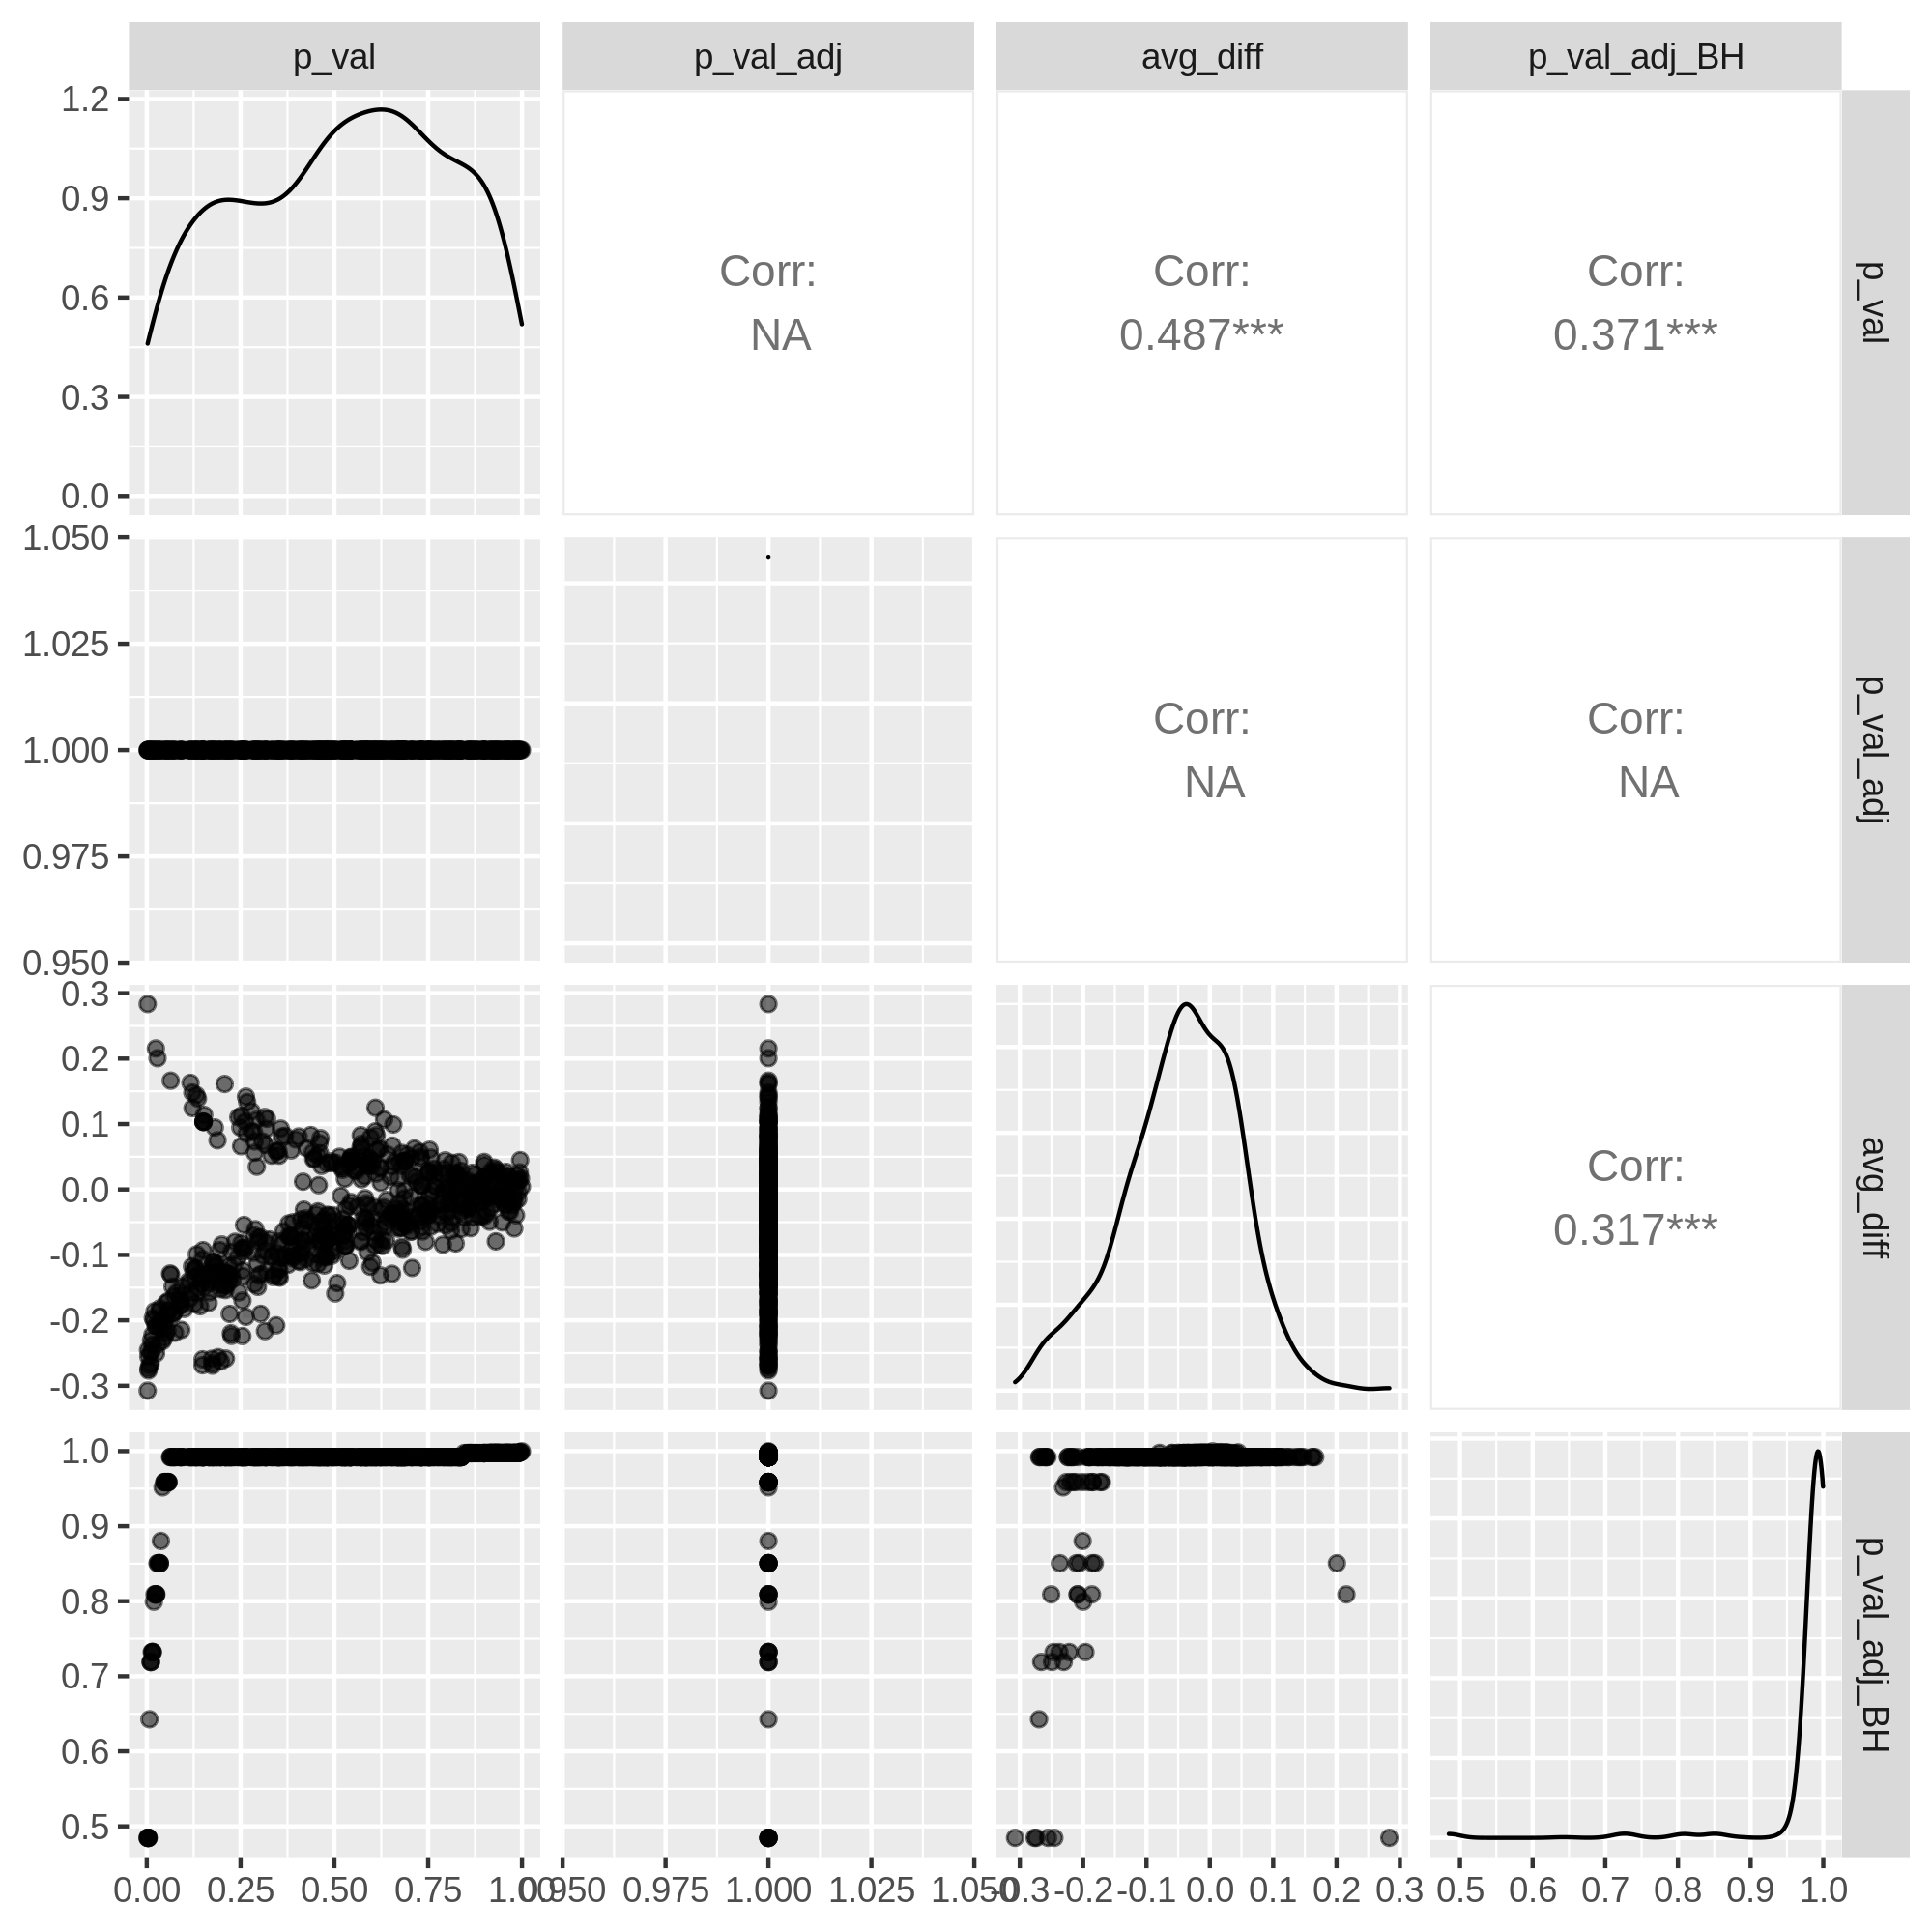 p_val
p_val_adj
avg_diff
p_val_adj_BH
1.2
0.9
0.6
0.3
0.0
Corr:
NA
Corr:
0.487***
Corr:
0.371***
p_val
1.050
1.025
1.000
0.975
0.950
Corr:
NA
Corr:
NA
p_val_adj
0.3
0.2
0.1
0.0
-0.1
-0.2
-0.3
Corr:
0.317***
avg_diff
1.0
0.9
0.8
0.7
0.6
0.5
p_val_adj_BH
0.00 0.25 0.50 0.75 1.00
0.950 0.975 1.000 1.025 1.050
-0.3 -0.2 -0.1 0.0 0.1 0.2 0.3
0.5 0.6 0.7 0.8 0.9 1.0